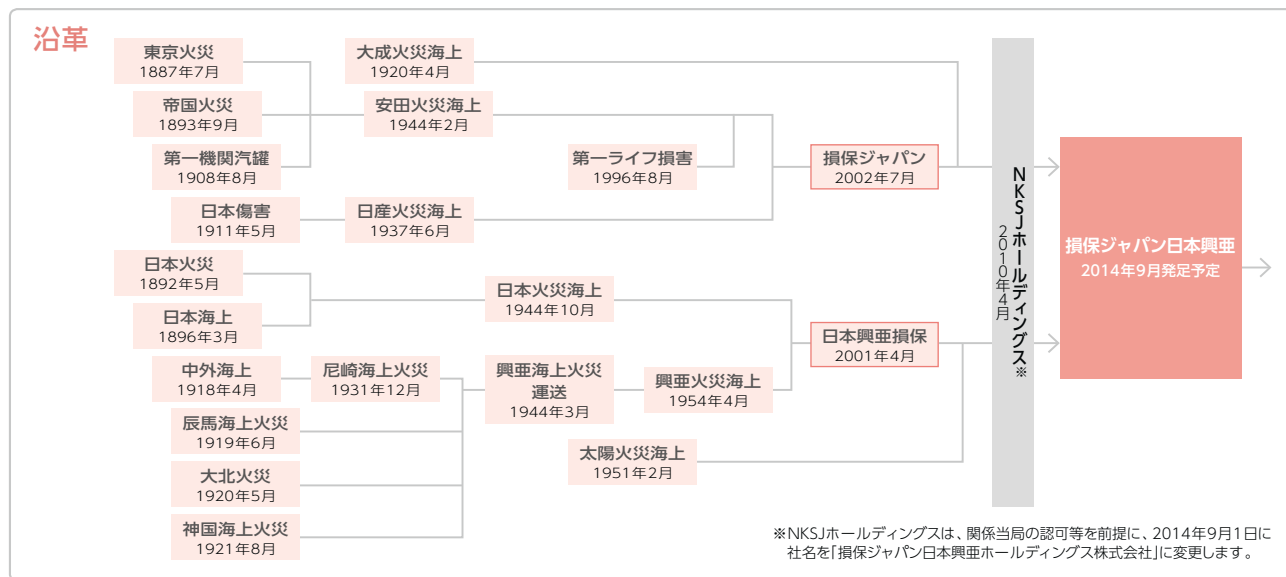 沿革
東京火災
1887年7月
大成火災海上
1920年4月
帝国火災
1893年9月
安田火災海上
1944年2月
第一機関汽罐
1908年8月
第一ライフ損害
1996年8月
損保ジャパン
2002年7月
日本傷害
1911年5月
日産火災海上
1937年6月
日本火災
1892年5月
日本火災海上
1944年10月
日本海上
1896年3月
日本興亜損保
2001年4月
中外海上
1918年4月
尼崎海上火災
1931年12月
興亜海上火災
運送
1944年3月
興亜火災海上
1954年4月
辰馬海上火災
1919年6月
太陽火災海上
1951年2月
大北火災
1920年5月
神国海上火災
1921年8月
NKSJホールディングス※
2010年4月
損保ジャパン日本興亜
2014年9月発足予定
※NKSJホールディングスは、関係当局の認可等を前提に、2014年9月1日に
社名を「損保ジャパン日本興亜ホールディングス株式会社」に変更します。